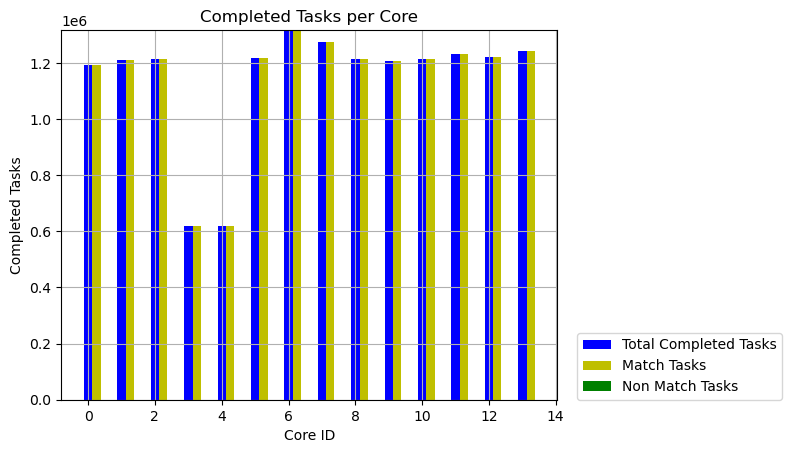 Completed Tasks per Core
1e6
Completed Tasks
1.2
1.0
0.8
0.6
0.4
0.2
0.0
0 2 4 6 8 10 12 14
Core ID
Total Completed Tasks
Match Tasks
Non Match Tasks